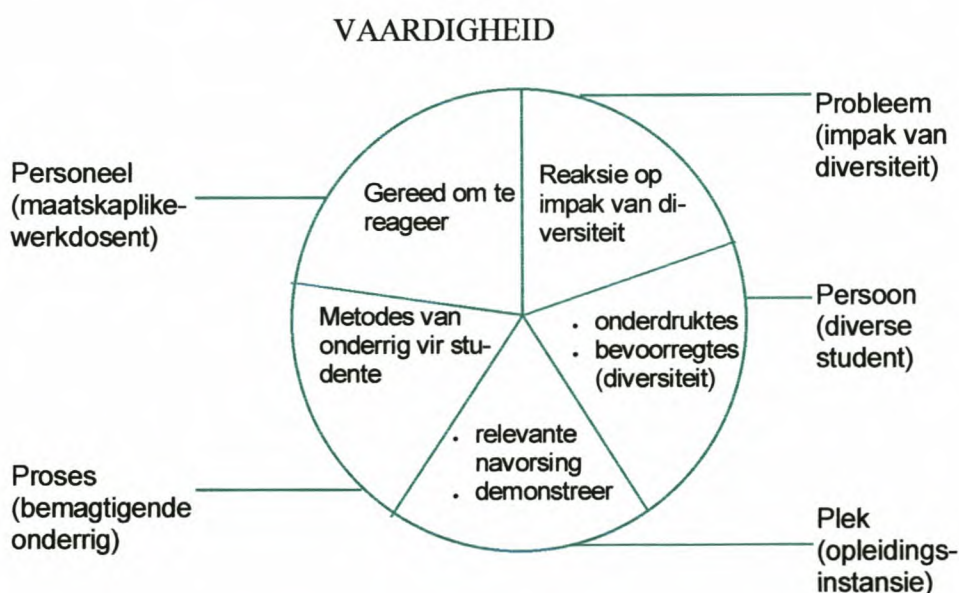 VAARDIGHEID
Probleem
(impak van
diversiteit)
Personeel
(maatskaplike-
werkdosent)
Gereed om te
reageer
Reaksie op
impak van di-
versiteit
Persoon
(diverse
student)
Metodes van
onderrig vir stu-
dente
• onderdruktes
• bevoorregtes
(diversiteit)
• relevante
navorsing
• demonstreer
Proses
(bemagtigende
onderrig)
Plek
(opleidings-
instansie)